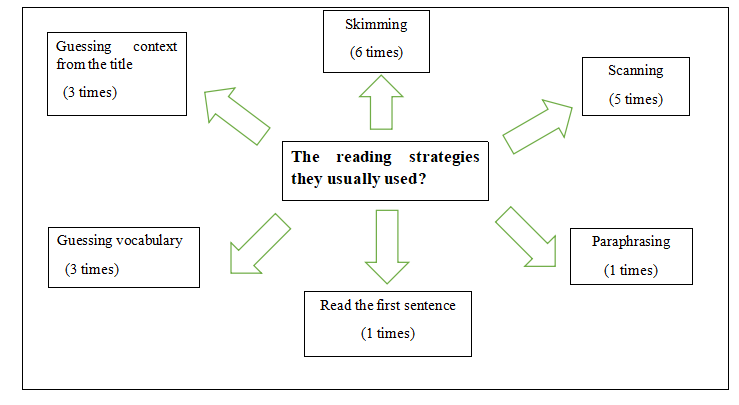 Skimming
(6 times)
Guessing context
from the title
(3 times)
Scanning
(5 times)
The reading strategies
they usually used?
Guessing vocabulary
(3 times)
Paraphrasing
(1 times)
Read the first sentence
(1 times)